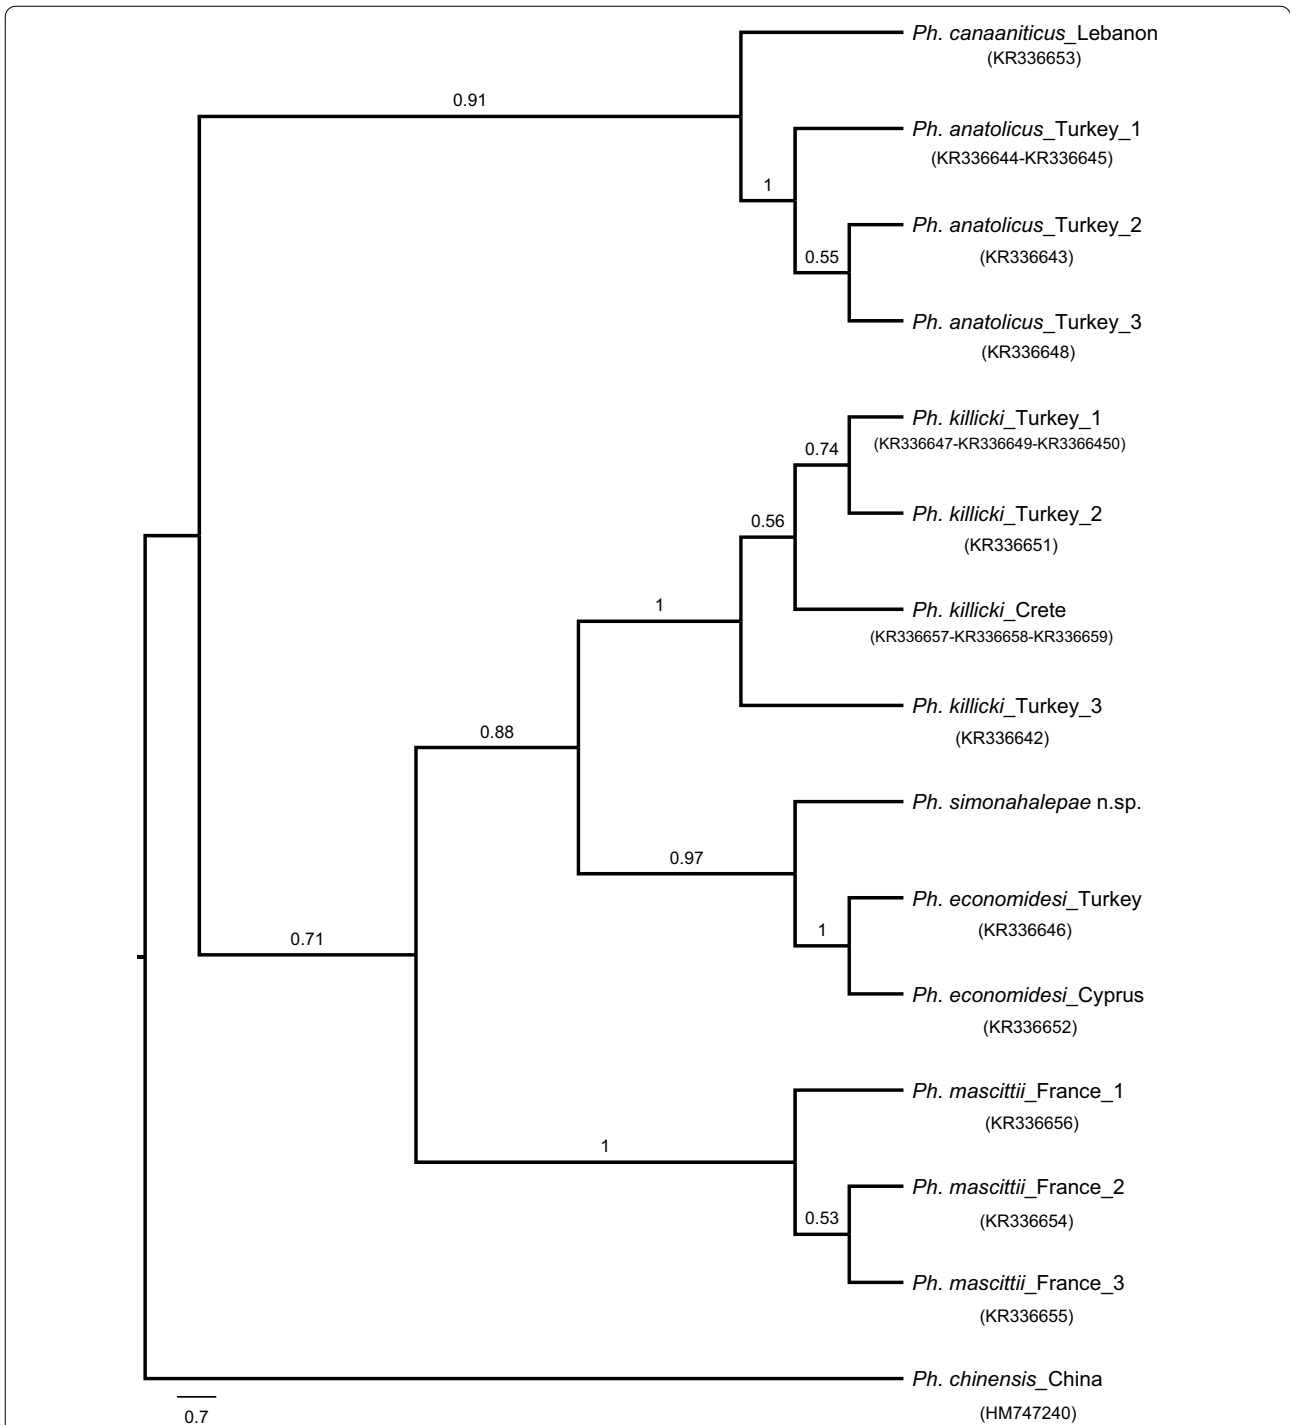 Ph. canaaniticus_Lebanon
(KR336653)
0.91
Ph. anatolicus_Turkey_1
(KR336644-KR336645)
1
Ph. anatolicus_Turkey_2
(KR336643)
0.55
Ph. anatolicus_Turkey_3
(KR336648)
Ph. killicki_Turkey_1
(KR336647-KR336649-KR3366450)
0.74
Ph. killicki_Turkey_2
(KR336651)
0.56
Ph. killicki_Crete
(KR336657-KR336658-KR336659)
1
Ph. killicki_Turkey_3
(KR336642)
0.88
Ph. simonahalepae n.sp.
0.97
Ph. economidesi_Turkey
(KR336646)
1
0.71
Ph. economidesi_Cyprus
(KR336652)
Ph. mascittii_France_1
(KR336656)
1
Ph. mascittii_France_2
(KR336654)
0.53
Ph. mascittii_France_3
(KR336655)
Ph. chinensis_China
(HM747240)
0.7